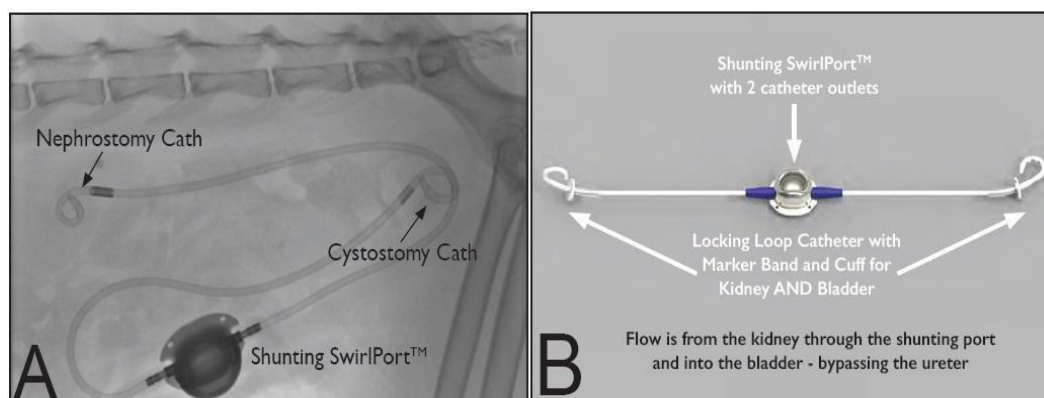 Nephrostomy Cath
Cystostomy Cath
Shunting SwirlPort™
A
Shunting SwirlPort™
with 2 catheter outlets
Locking Loop Catheter with
Marker Band and Cuff for
Kidney AND Bladder
Flow is from the kidney through the shunting port
and into the bladder - bypassing the ureter
B